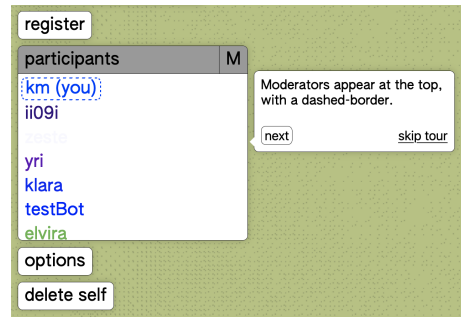 register
participants M
km (you)
ii09i
zeste
yri
klara
testBot
elvira
options
delete self
Moderators appear at the top,
with a dashed-border.
next skip tour